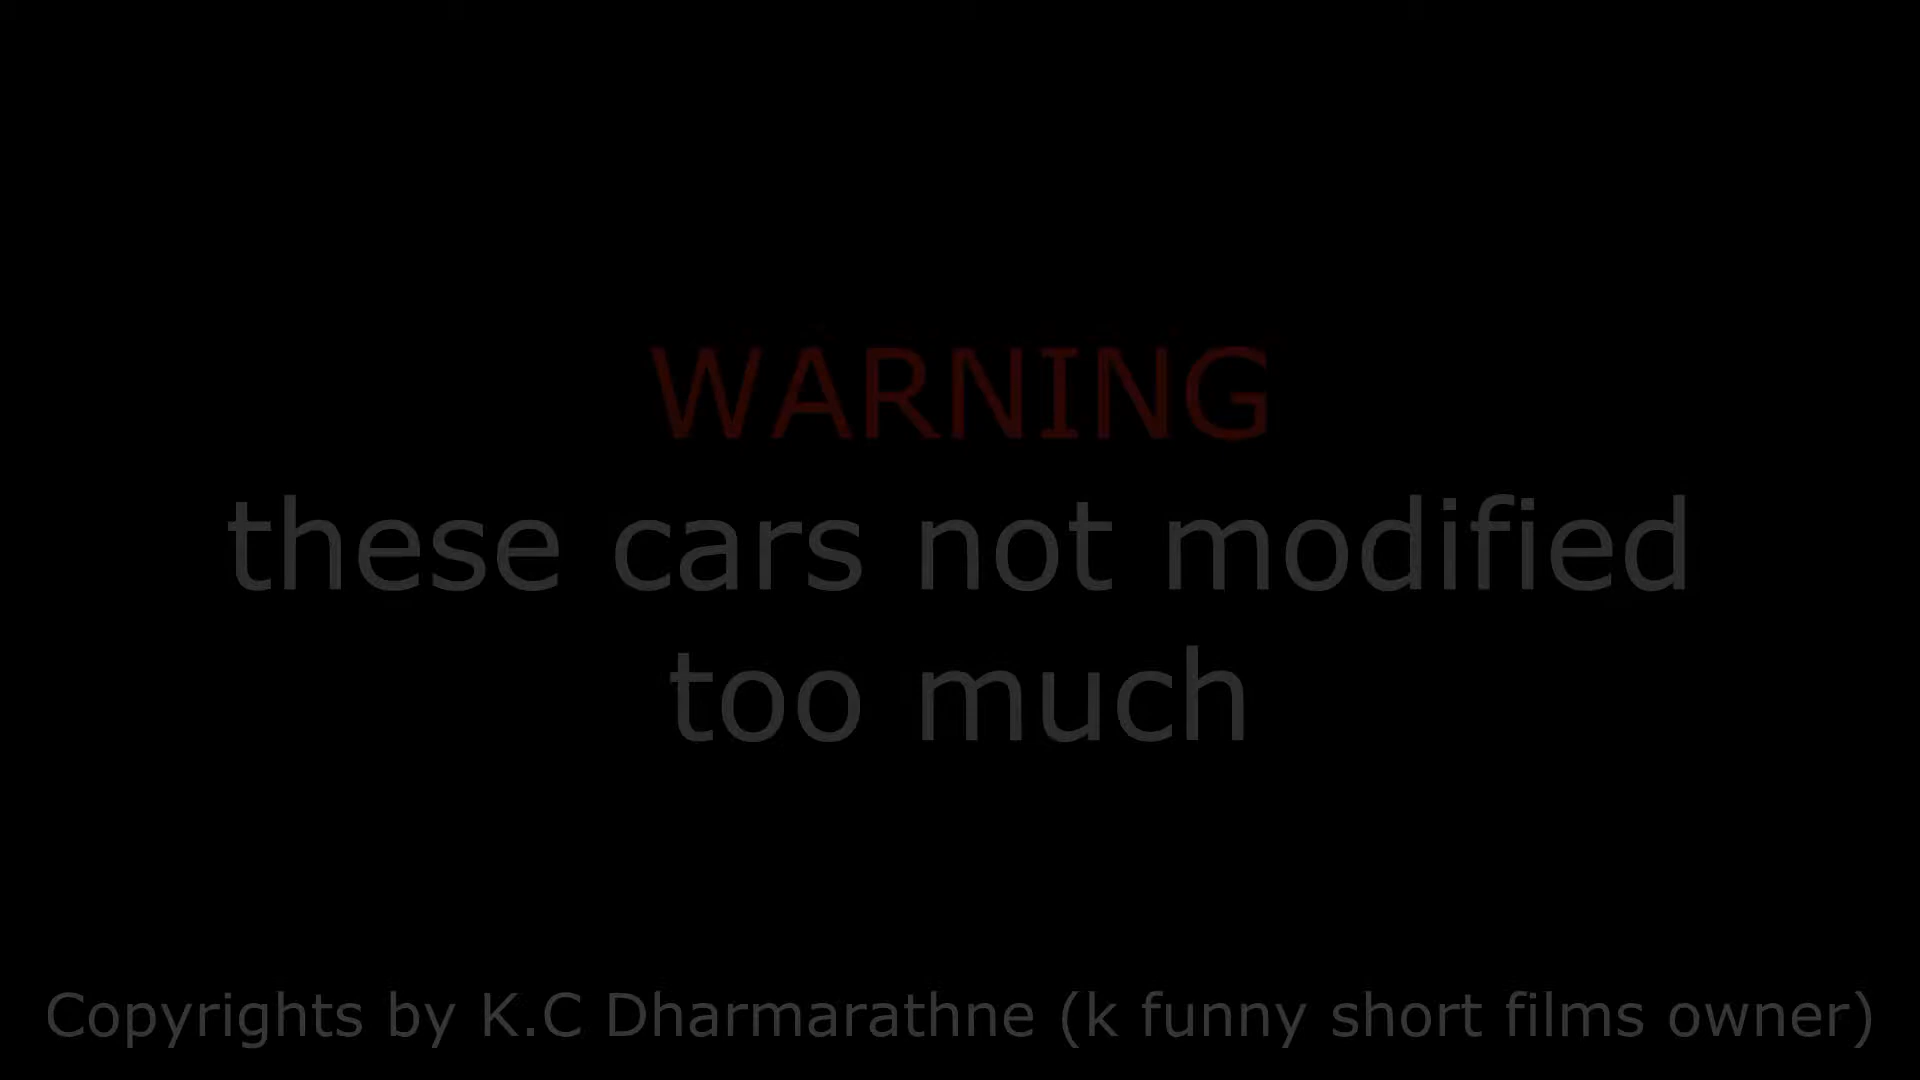 WARNING
these cars not modified
too much
Copyrights by K.C Dharmarathne (k funny short films owner)